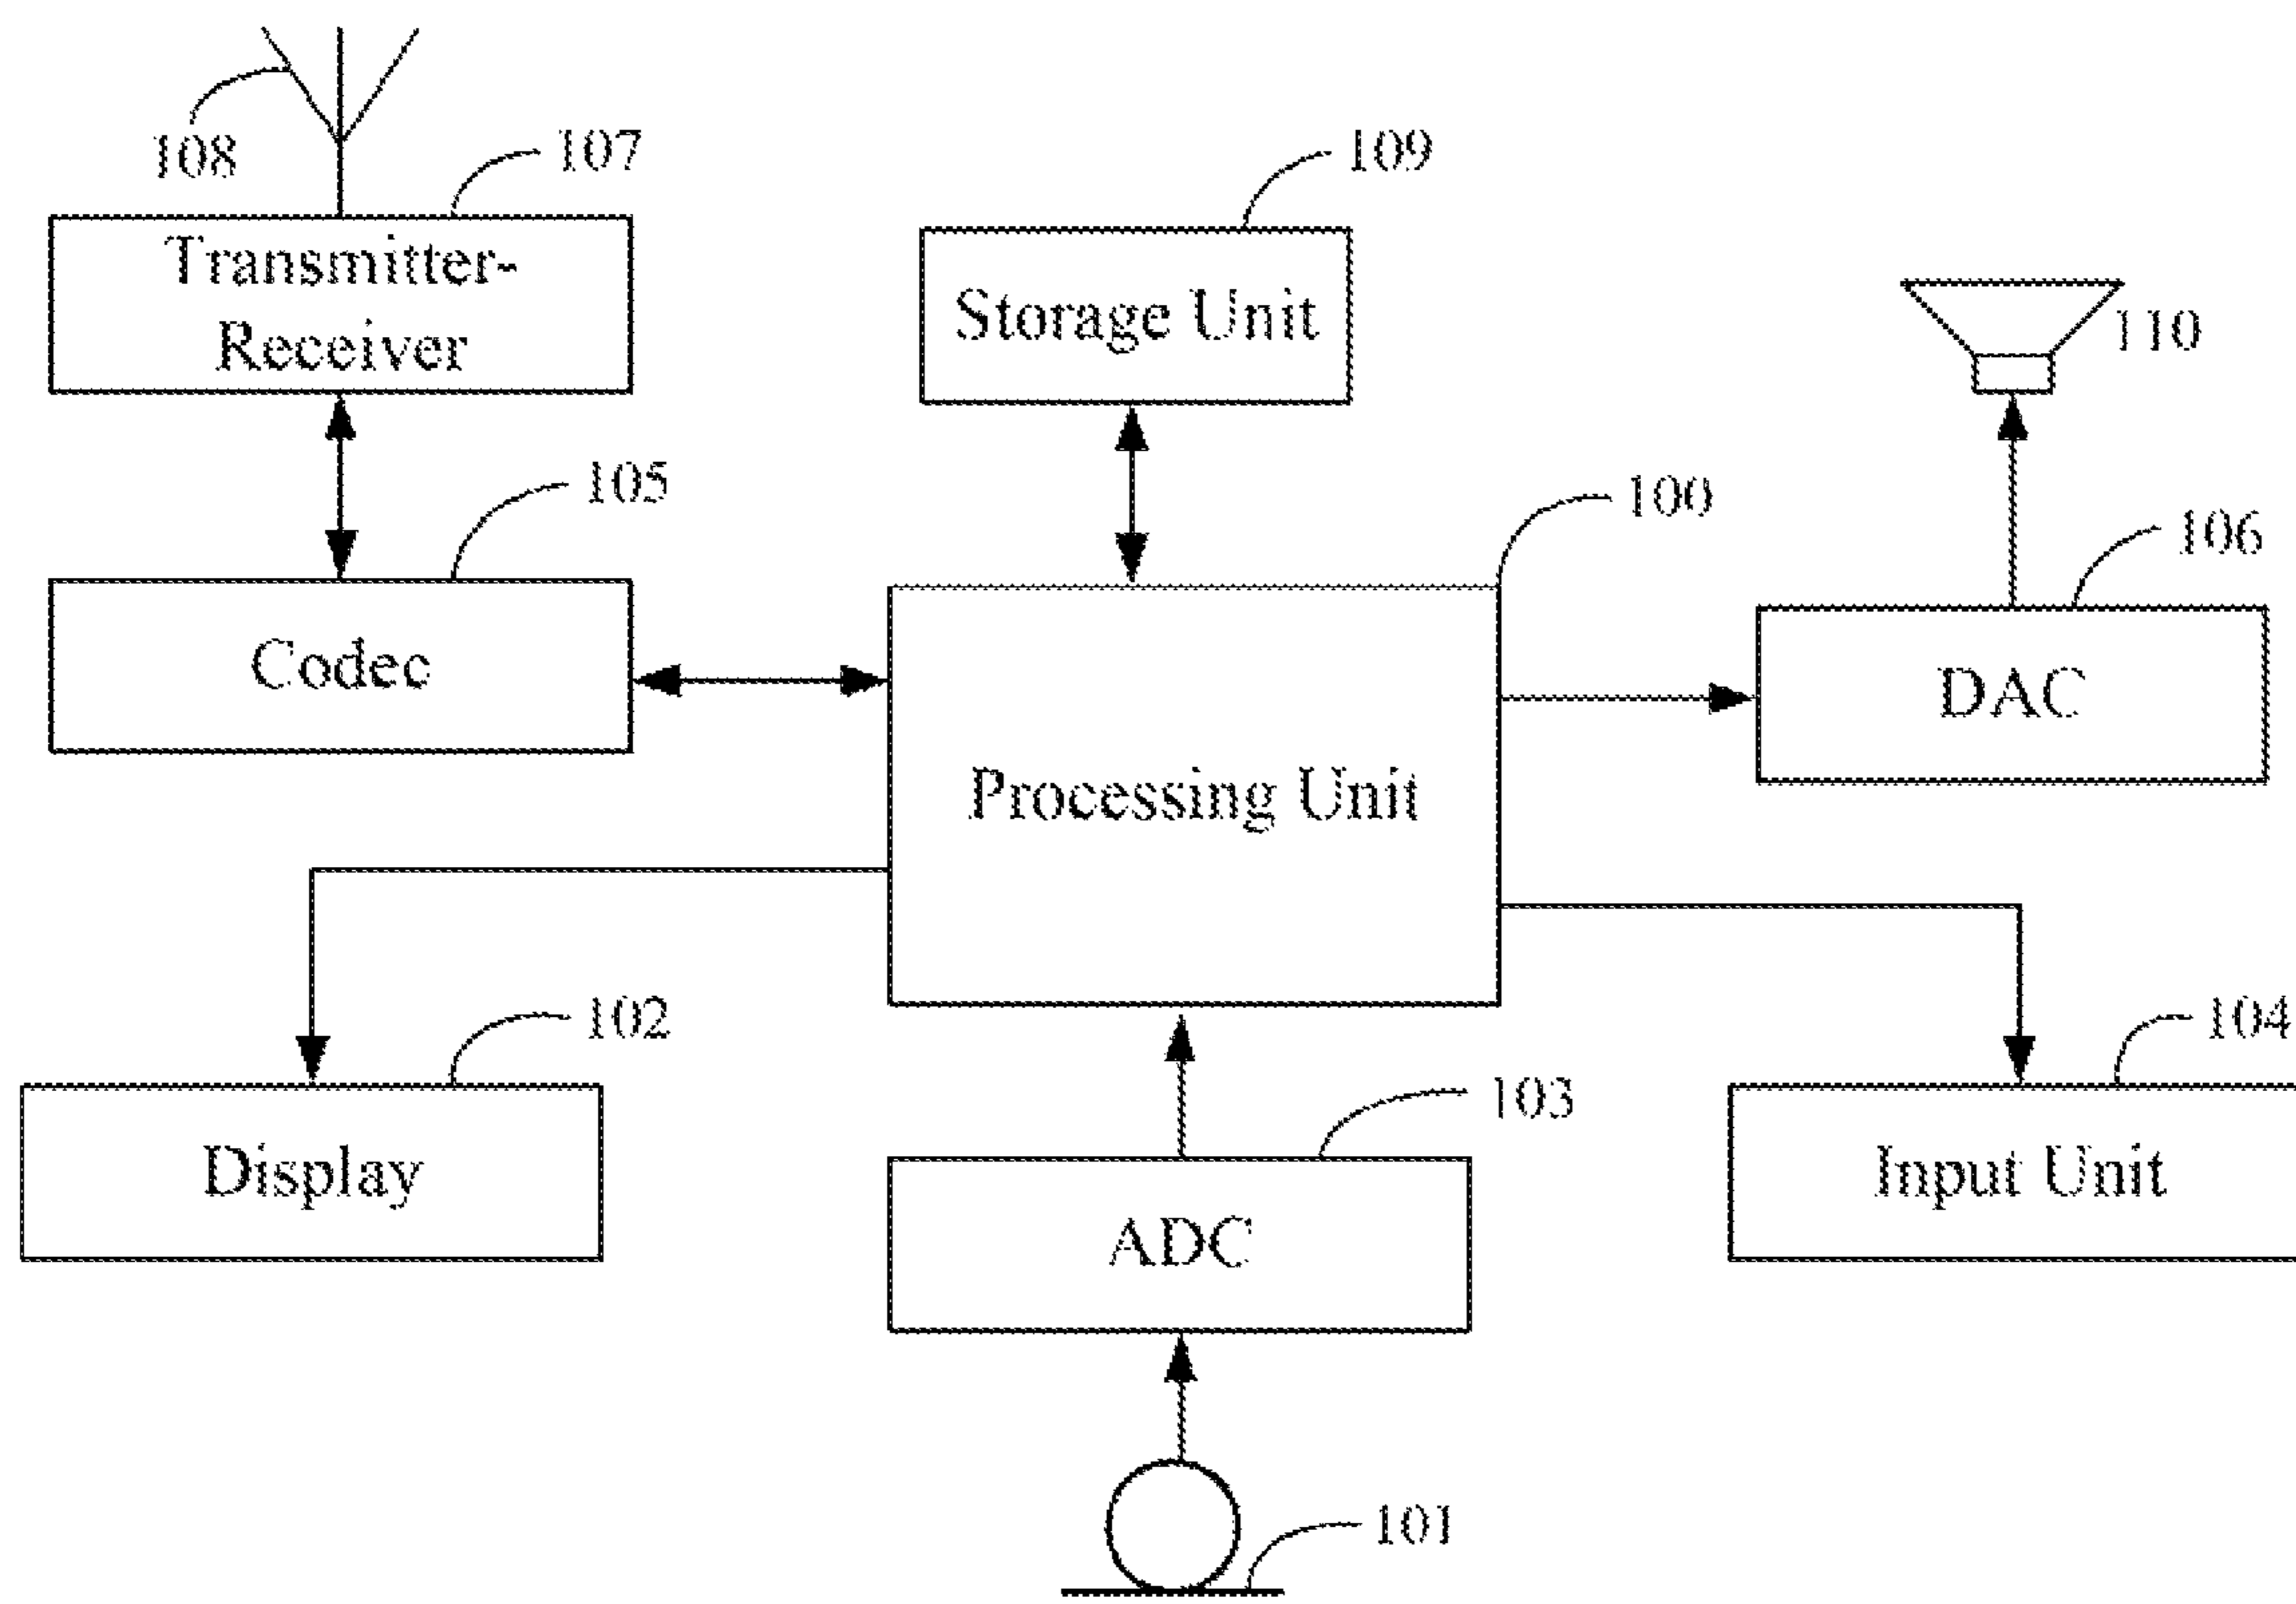 108
107
109
Transmitter-
Receiver
Storage Unit
110
105
100
106
Codec
DAC
Processing Unit
102
104
103
Display
Input Unit
ADC
101